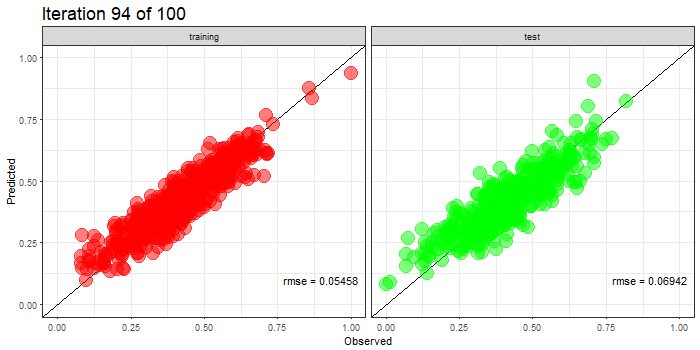 Iteration 94 of 100
training test
1.00
0.75
0.50
0.25
0.00
Predicted
rmse = 0.05458 rmse = 0.06942
0.00 0.25 0.50 0.75 1.00 0.00 0.25 0.50 0.75 1.00
Observed